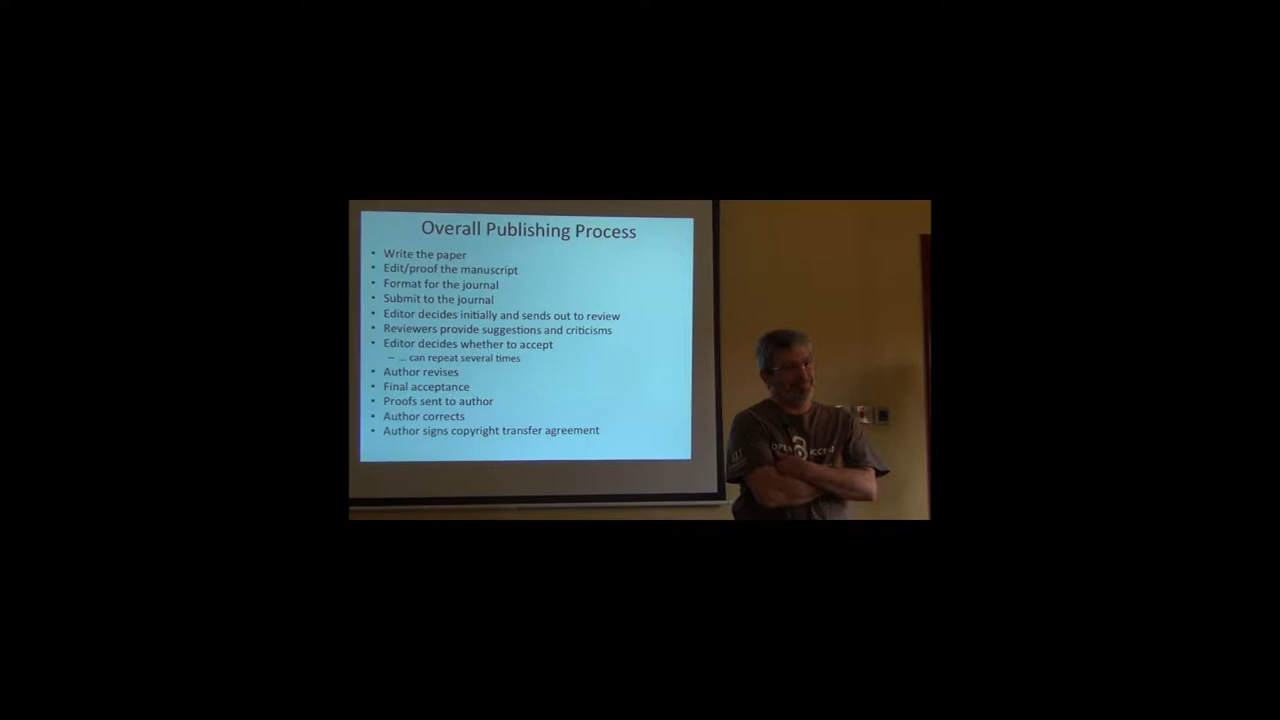 Overall Publishing Process
• Write the paper
• Edit/proof the manuscript
• Format for the journal
• Submit to the journal
• Editor decides initially and sends out to review
• Reviewers provide suggestions and criticisms
• Editor decides whether to accept
– ... can repeat several times
• Author revises
• Final acceptance
• Proofs sent to author
• Author corrects
• Author signs copyright transfer agreement
OPEN ACCESS